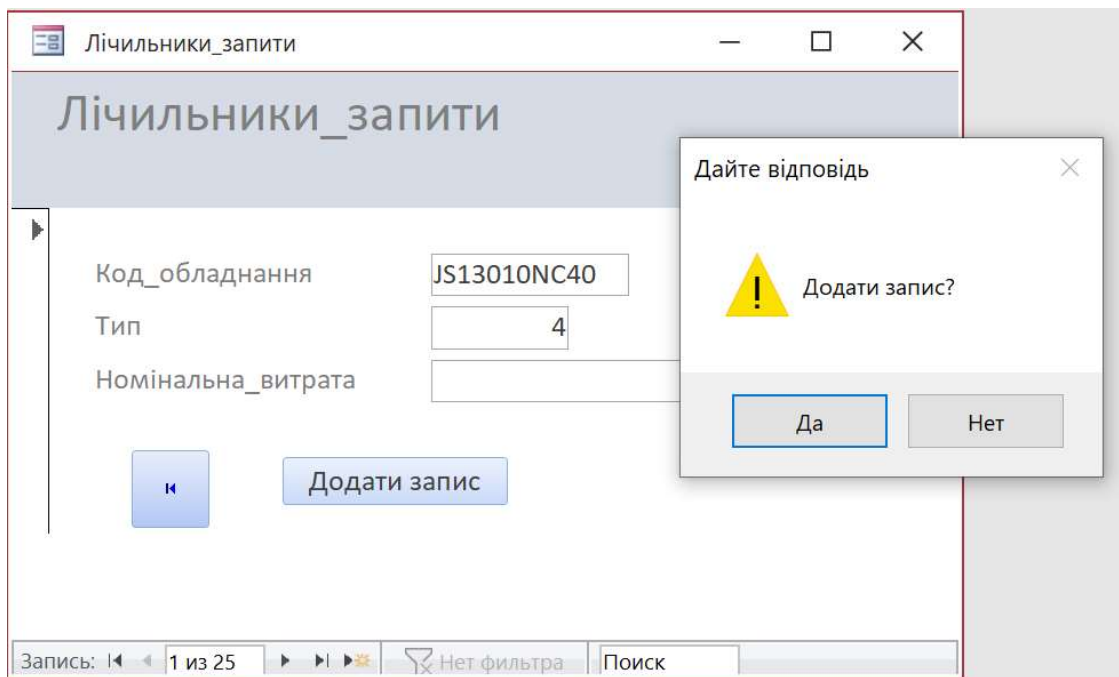 Лічильники_запити
Лічильники_запити
Дайте відповідь
Код_обладнання JS13010NC40
Додати запис?
Тип 4
Номінальна_витрата
Да Нет
Додати запис
Запись: 1 из 25 Нет фильтра Поиск